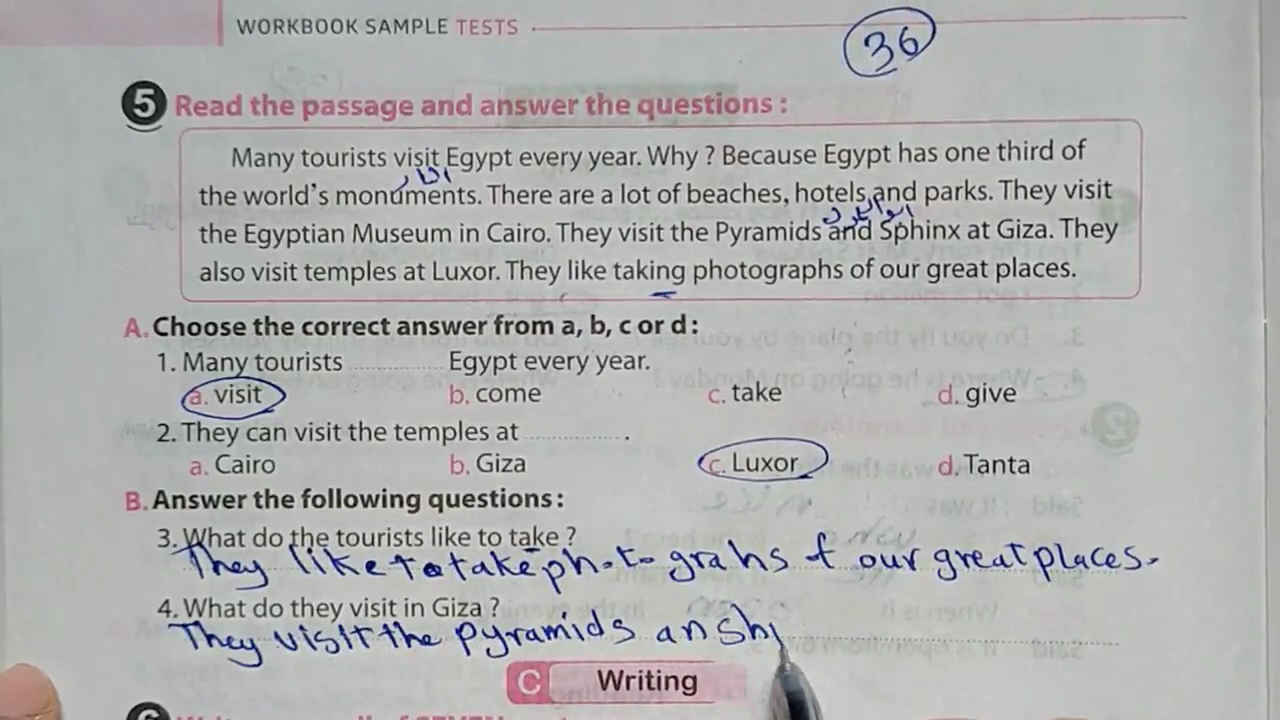 WORKBOOK SAMPLE TESTS
36
5 Read the passage and answer the questions :
Many tourists visit Egypt every year. Why ? Because Egypt has one third of
the world's monuments. There are a lot of beaches, hotels and parks. They visit
the Egyptian Museum in Cairo. They visit the Pyramids and Sphinx at Giza. They
also visit temples at Luxor. They like taking photographs of our great places.
A. Choose the correct answer from a, b, c or d :
1. Many tourists ............ Egypt every year.
a. visit b. come c. take d. give
2. They can visit the temples at ............ .
a. Cairo b. Giza c. Luxor d. Tanta
B. Answer the following questions :
3. What do the tourists like to take ?
They like to take photo grahs of our great places.
4. What do they visit in Giza ?
They visit the pyramids an shi
C Writing